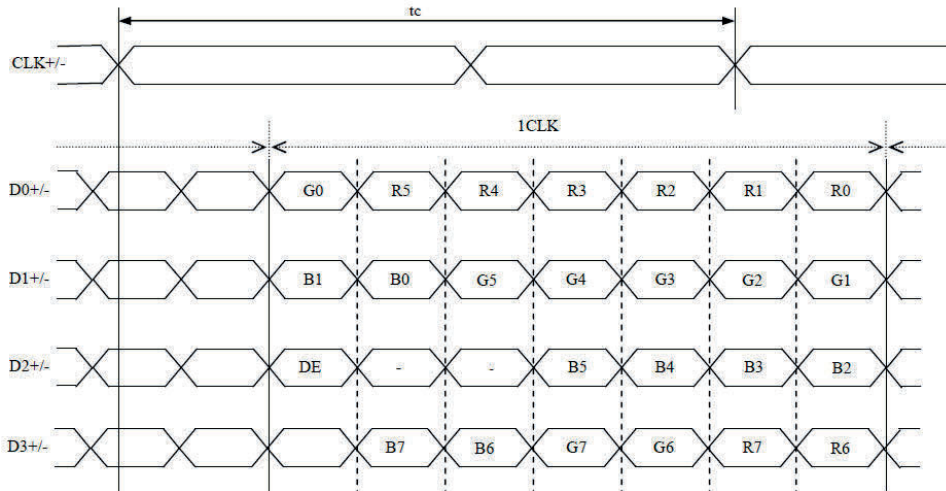 tc
CLK+/-
1CLK
D0+/- G0 R5 R4 R3 R2 R1 R0
D1+/- B1 B0 G5 G4 G3 G2 G1
D2+/- DE - - B5 B4 B3 B2
D3+/- B7 B6 G7 G6 R7 R6